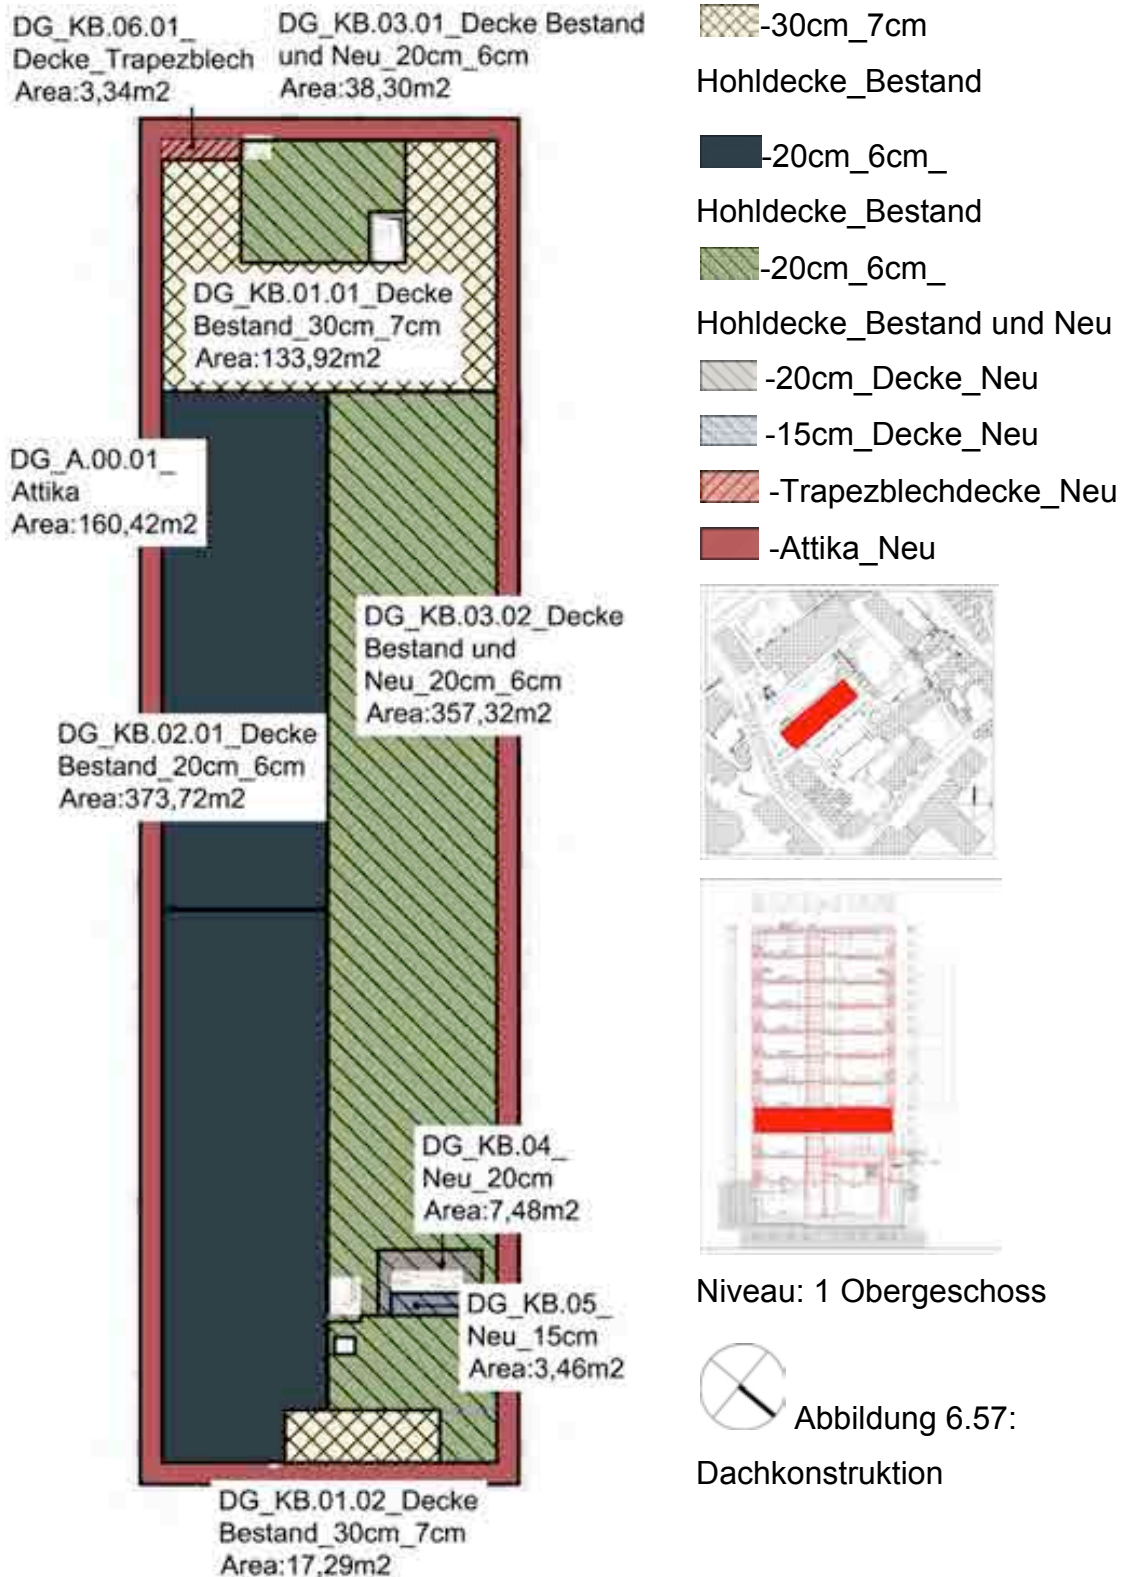 DG_KB.06.01_
Decke_Trapezblech
Area:3,34m2
DG_KB.03.01_Decke Bestand
und Neu_20cm_6cm
Area:38,30m2
DG_KB.01.01_Decke
Bestand_30cm_7cm
Area:133,92m2
DG_A.00.01_
Attika
Area:160,42m2
DG_KB.03.02_Decke
Bestand und
Neu_20cm_6cm
Area:357,32m2
DG_KB.02.01_Decke
Bestand_20cm_6cm
Area:373,72m2
DG_KB.04_
Neu_20cm
Area:7,48m2
DG_KB.05_
Neu_15cm
Area:3,46m2
DG_KB.01.02_Decke
Bestand_30cm_7cm
Area:17,29m2
-30cm_7cm
Hohldecke_Bestand
-20cm_6cm_
Hohldecke_Bestand
-20cm_6cm_
Hohldecke_Bestand und Neu
-20cm_Decke_Neu
-15cm_Decke_Neu
-Trapezblechdecke_Neu
-Attika_Neu
Niveau: 1 Obergeschoss
Abbildung 6.57:
Dachkonstruktion